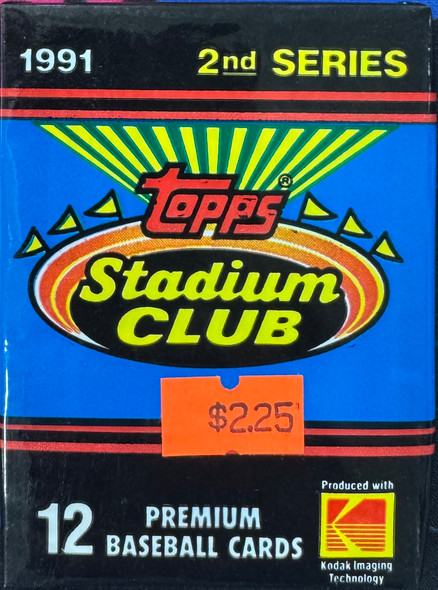 1991 2nd SERIES
Topps®
Stadium
CLUB
$2.25
Produced with
12 PREMIUM
BASEBALL CARDS
Kodak Imaging
Technology